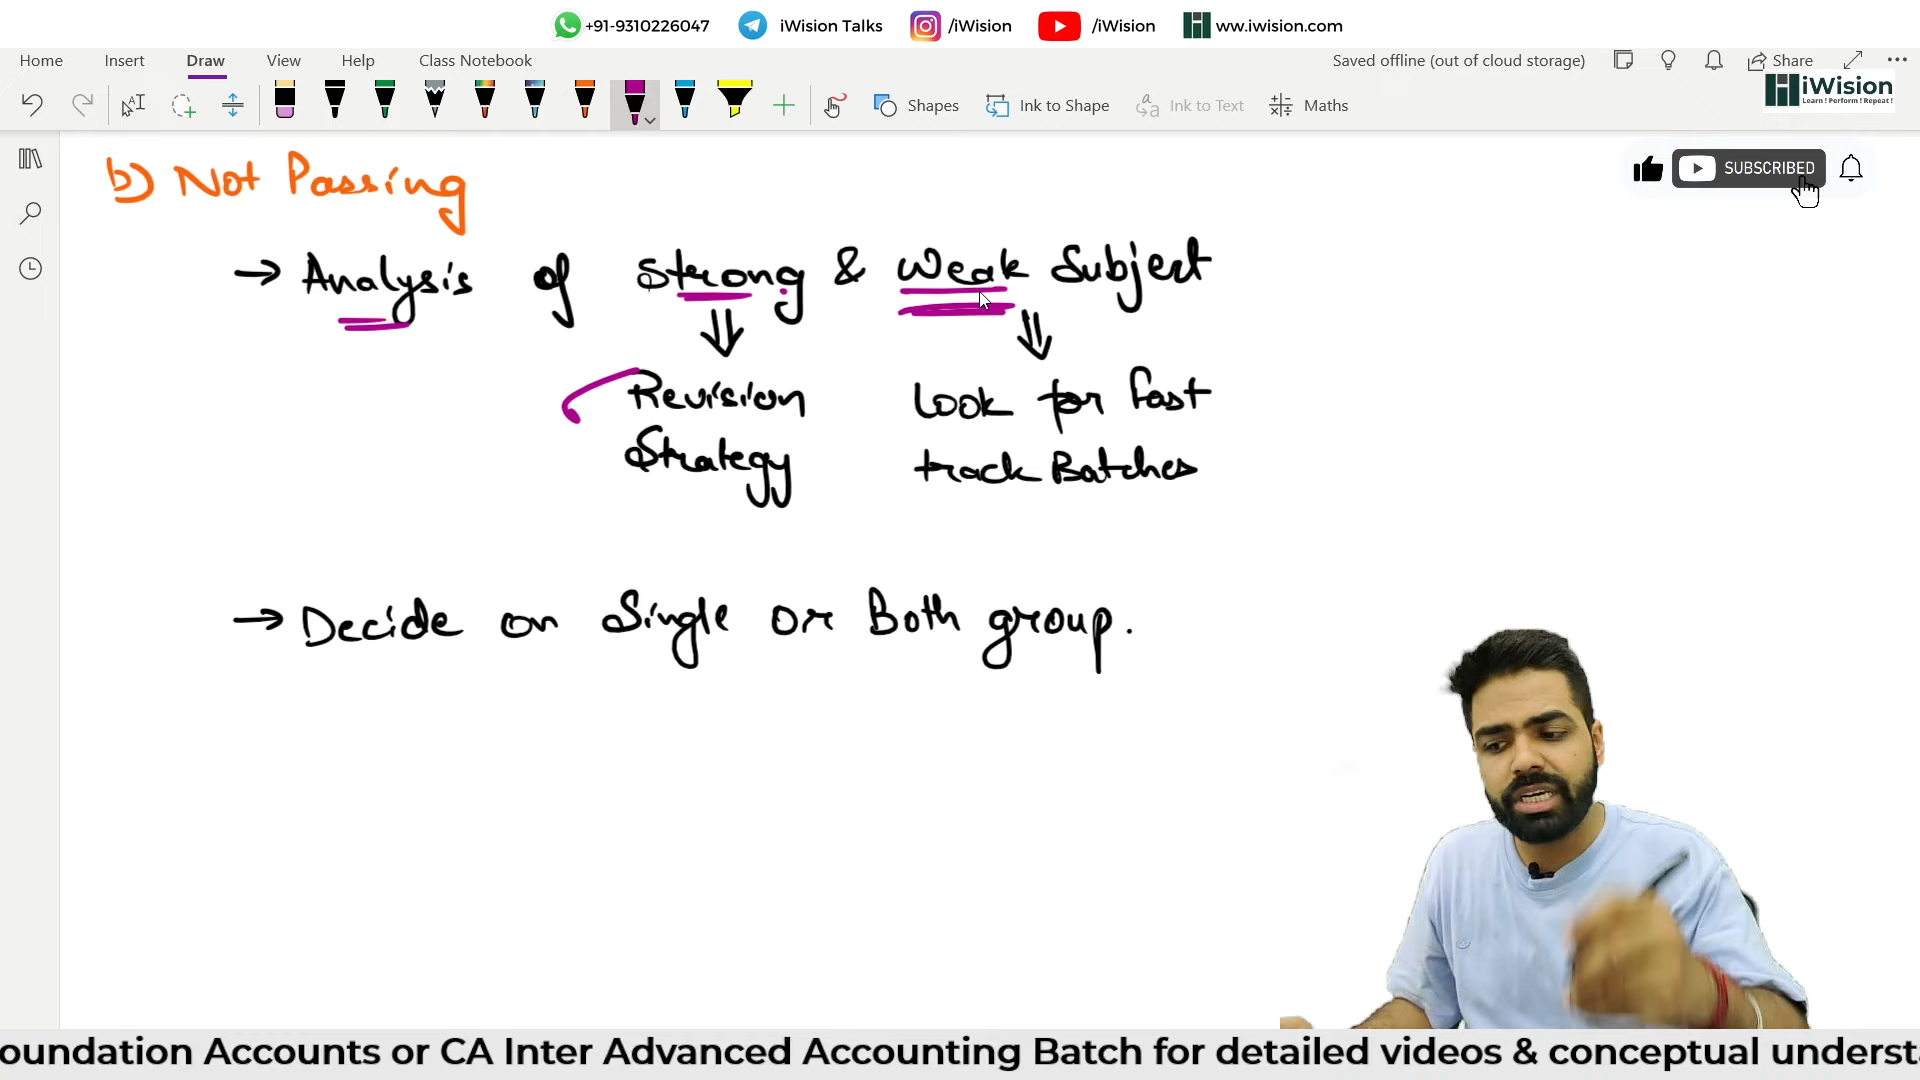 +91-9310226047 iWision Talks /iWision /iWision ww.iwision.com
Home Insert Draw View Help Class Notebook Saved offline (out of cloud storage) Share
Shapes Ink to Shape Ink to Text Maths
iWision
Learn ! Perform ! Repeat !
SUBSCRIBED
b) Not Passing
→ Analysis of Strong & Weak Subject
Revision Look for Fast
Strategy track Batches
→ Decide on Single or Both group.
oundation Accounts or CA Inter Advanced Accounting Batch for detailed videos & conceptual underst